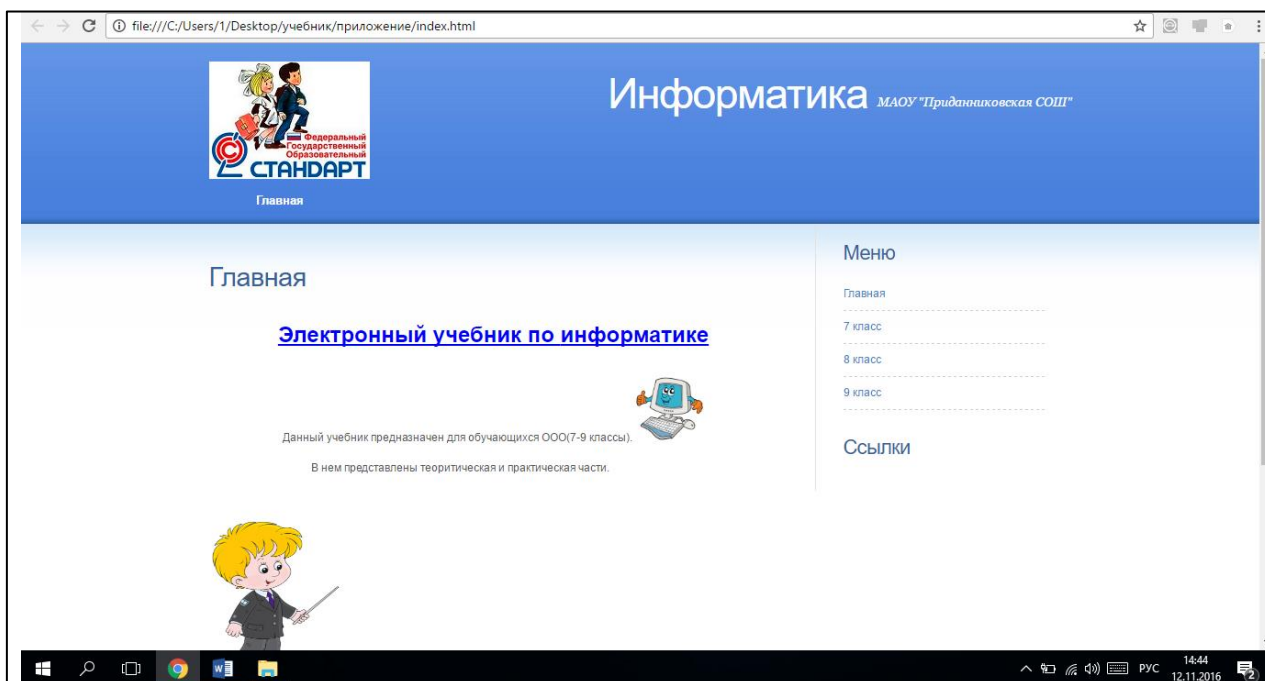 file:///C:/Users/1/Desktop/учебник/приложение/index.html
Информатика МАОУ "Приданниковская СОШ"
Федеральный
Государственный
Образовательный
СТАНДАРТ
Главная
Главная
Электронный учебник по информатике
Данный учебник предназначен для обучающихся ООО(7-9 классы).
В нем представлены теоритическая и практическая части.
Меню
Главная
7 класс
8 класс
9 класс
Ссылки
РУС
14:44
12.11.2016
2